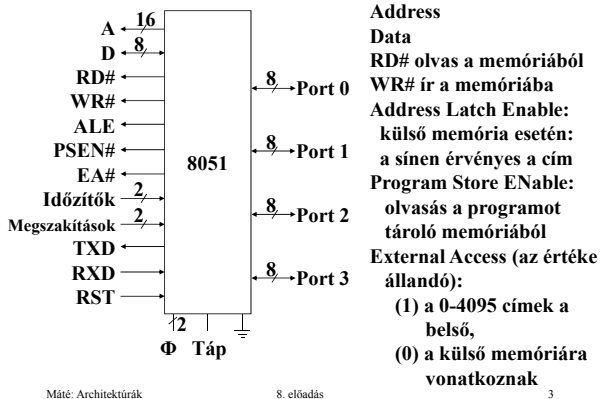 A 16
D 8
RD#
WR#
ALE
PSEN#
EA#
Időzítők 2
Megszakítások 2
TXD
RXD
RST
8051
8 Port 0
8 Port 1
8 Port 2
8 Port 3
2
Φ Táp
Address
Data
RD# olvas a memóriából
WR# ír a memóriába
Address Latch Enable:
külső memória esetén:
a sínen érvényes a cím
Program Store ENable:
olvasás a programot
tároló memóriából
External Access (az értéke
állandó):
(1) a 0-4095 címek a
belső,
(0) a külső memóriára
vonatkoznak
Máté: Architektúrák 8. előadás 3